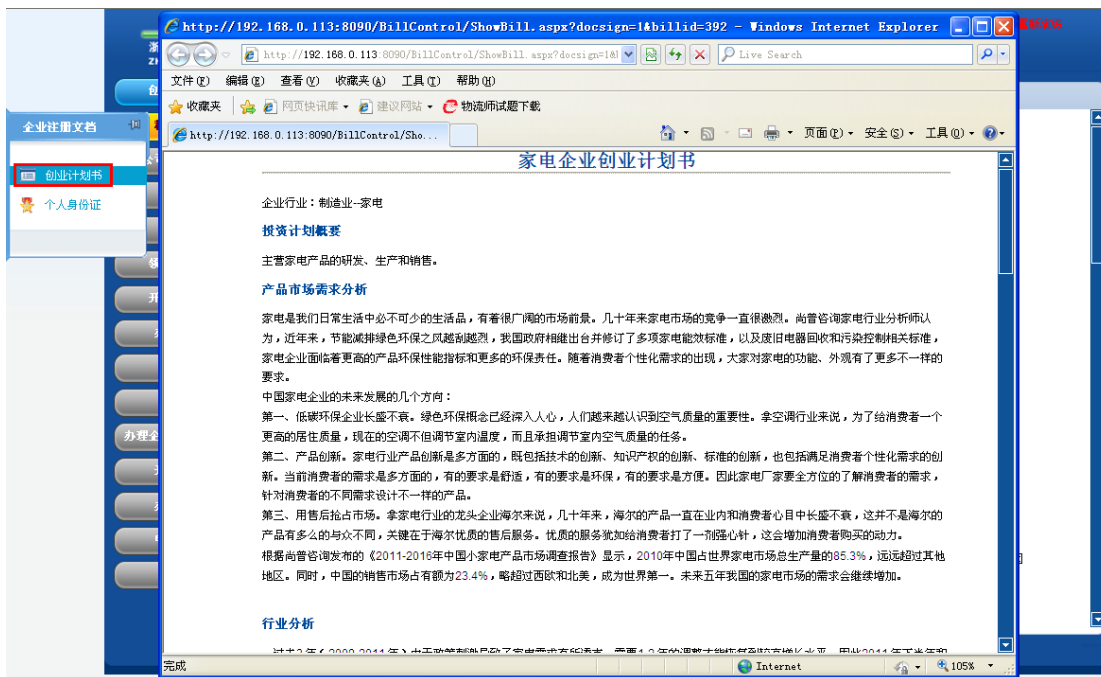 http://192.168.0.113:8090/BillControl/ShowBill.aspx?docsign=1&billid=392 - Windows Internet Explorer
http://192.168.0.113:8090/BillControl/ShowBill.aspx?docsign=1&
Live Search
文件(F) 编辑(E) 查看(V) 收藏夹(A) 工具(T) 帮助(H)
收藏夹 网页快讯库 建议网站 物流师试题下载
http://192.168.0.113:8090/BillControl/Sho...
页面(P) 安全(S) 工具(O)
企业注册文档
创业计划书
个人身份证
办理企
家电企业创业计划书
企业行业:制造业--家电
投资计划概要
主营家电产品的研发、生产和销售。
产品市场需求分析
家电是我们日常生活中必不可少的生活品,有着很广阔的市场前景。几十年来家电市场的竞争一直很激烈。尚普咨询家电行业分析师认
为,近年来,节能减排绿色环保之风越刮越烈,我国政府相继出台并修订了多项家电能效标准,以及废旧电器回收和污染控制相关标准,
家电企业面临着更高的产品环保性能指标和更多的环保责任。随着消费者个性化需求的出现,大家对家电的功能、外观有了更多不一样的
要求。
中国家电企业的未来发展的几个方向:
第一、低碳环保企业长盛不衰。绿色环保概念已经深入人心,人们越来越认识到空气质量的重要性。拿空调行业来说,为了给消费者一个
更高的居住质量,现在的空调不但调节室内温度,而且承担调节室内空气质量的任务。
第二、产品创新。家电行业产品创新是多方面的,既包括技术的创新、知识产权的创新、标准的创新,也包括满足消费者个性化需求的创
新。当前消费者的需求是多方面的,有的要求是舒适,有的要求是环保,有的要求是方便。因此家电厂家要全方位的了解消费者的需求,
针对消费者的不同需求设计不一样的产品。
第三、用售后抢占市场。拿家电行业的龙头企业海尔来说,几十年来,海尔的产品一直在业内和消费者心目中长盛不衰,这并不是海尔的
产品有多么的与众不同,关键在于海尔优质的售后服务。优质的服务犹如给消费者打了一剂强心针,这会增加消费者购买的动力。
根据尚普咨询发布的《2011-2016年中国小家电产品市场调查报告》显示,2010年中国占世界家电市场总生产量的85.3%,远远超过其他
地区。同时,中国的销售市场占有额为23.4%,略超过西欧和北美,成为世界第一。未来五年我国的家电市场的需求会继续增加。
行业分析
完成
Internet
105%